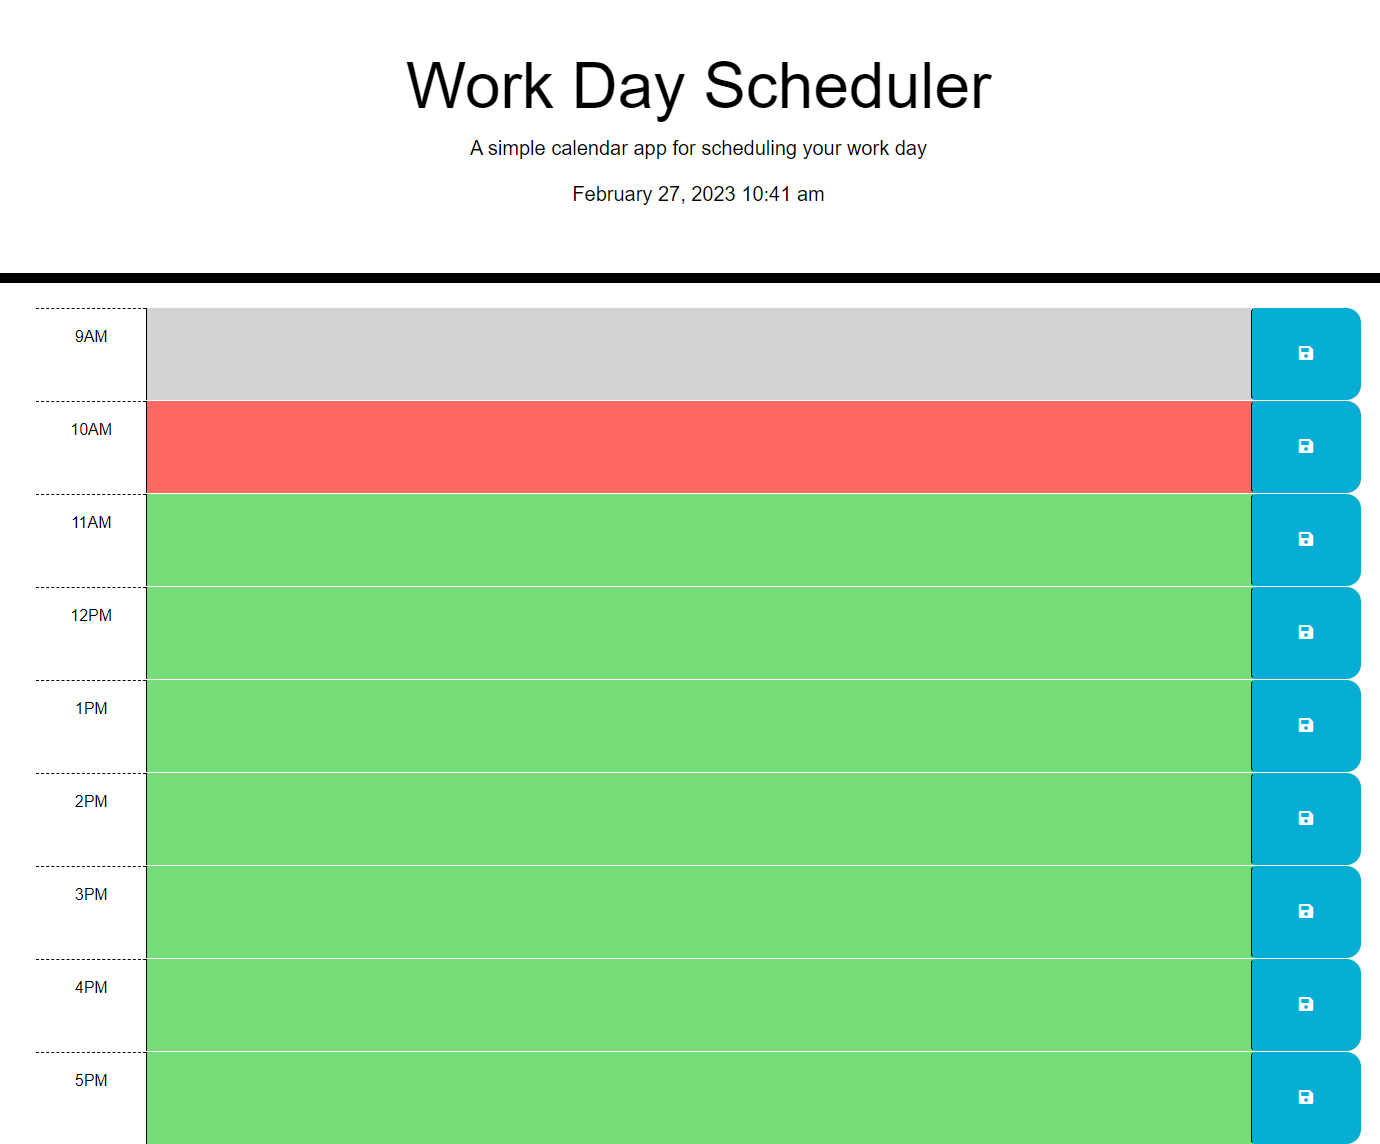 Work Day Scheduler
A simple calendar app for scheduling your work day
February 27, 2023 10:41 am
9AM
10AM
11AM
12PM
1PM
2PM
3PM
4PM
5PM